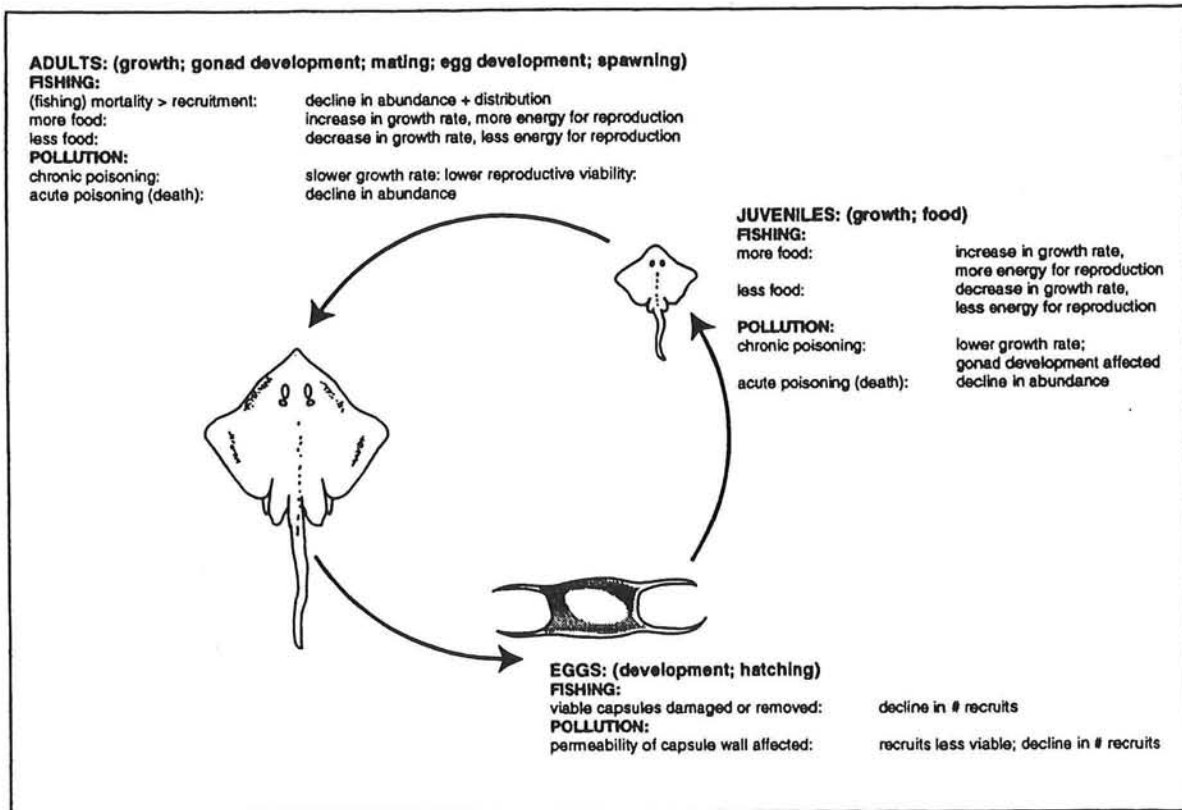 ADULTS: (growth; gonad development; mating; egg development; spawning)
FISHING:
(fishing) mortality > recruitment: decline in abundance + distribution
more food: increase in growth rate, more energy for reproduction
less food: decrease in growth rate, less energy for reproduction
POLLUTION:
chronic poisoning: slower growth rate: lower reproductive viability:
acute poisoning (death): decline in abundance
JUVENILES: (growth; food)
FISHING:
more food: increase in growth rate,
more energy for reproduction
less food: decrease in growth rate,
less energy for reproduction
POLLUTION:
chronic poisoning: lower growth rate;
gonad development affected
acute poisoning (death): decline in abundance
EGGS: (development; hatching)
FISHING:
viable capsules damaged or removed: decline in # recruits
POLLUTION:
permeability of capsule wall affected: recruits less viable; decline in # recruits